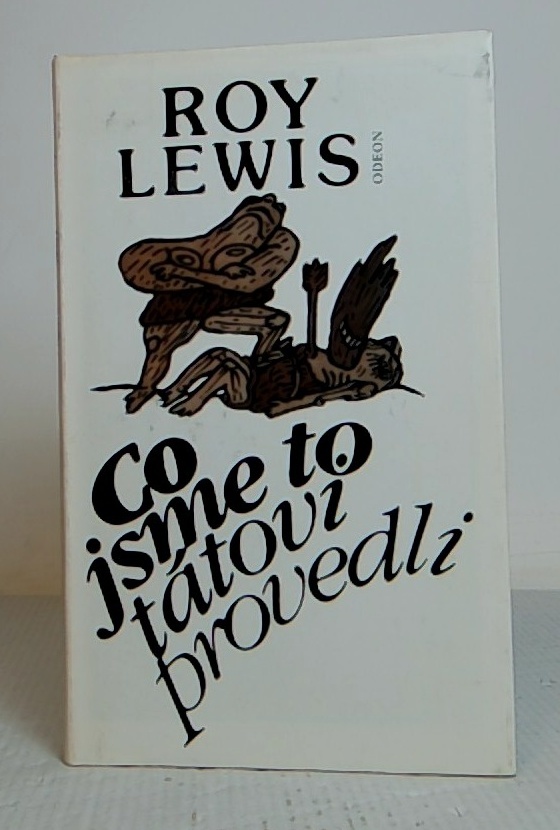 ROY
LEWIS
ODEON
Co
jsme to
tátovi
provedli